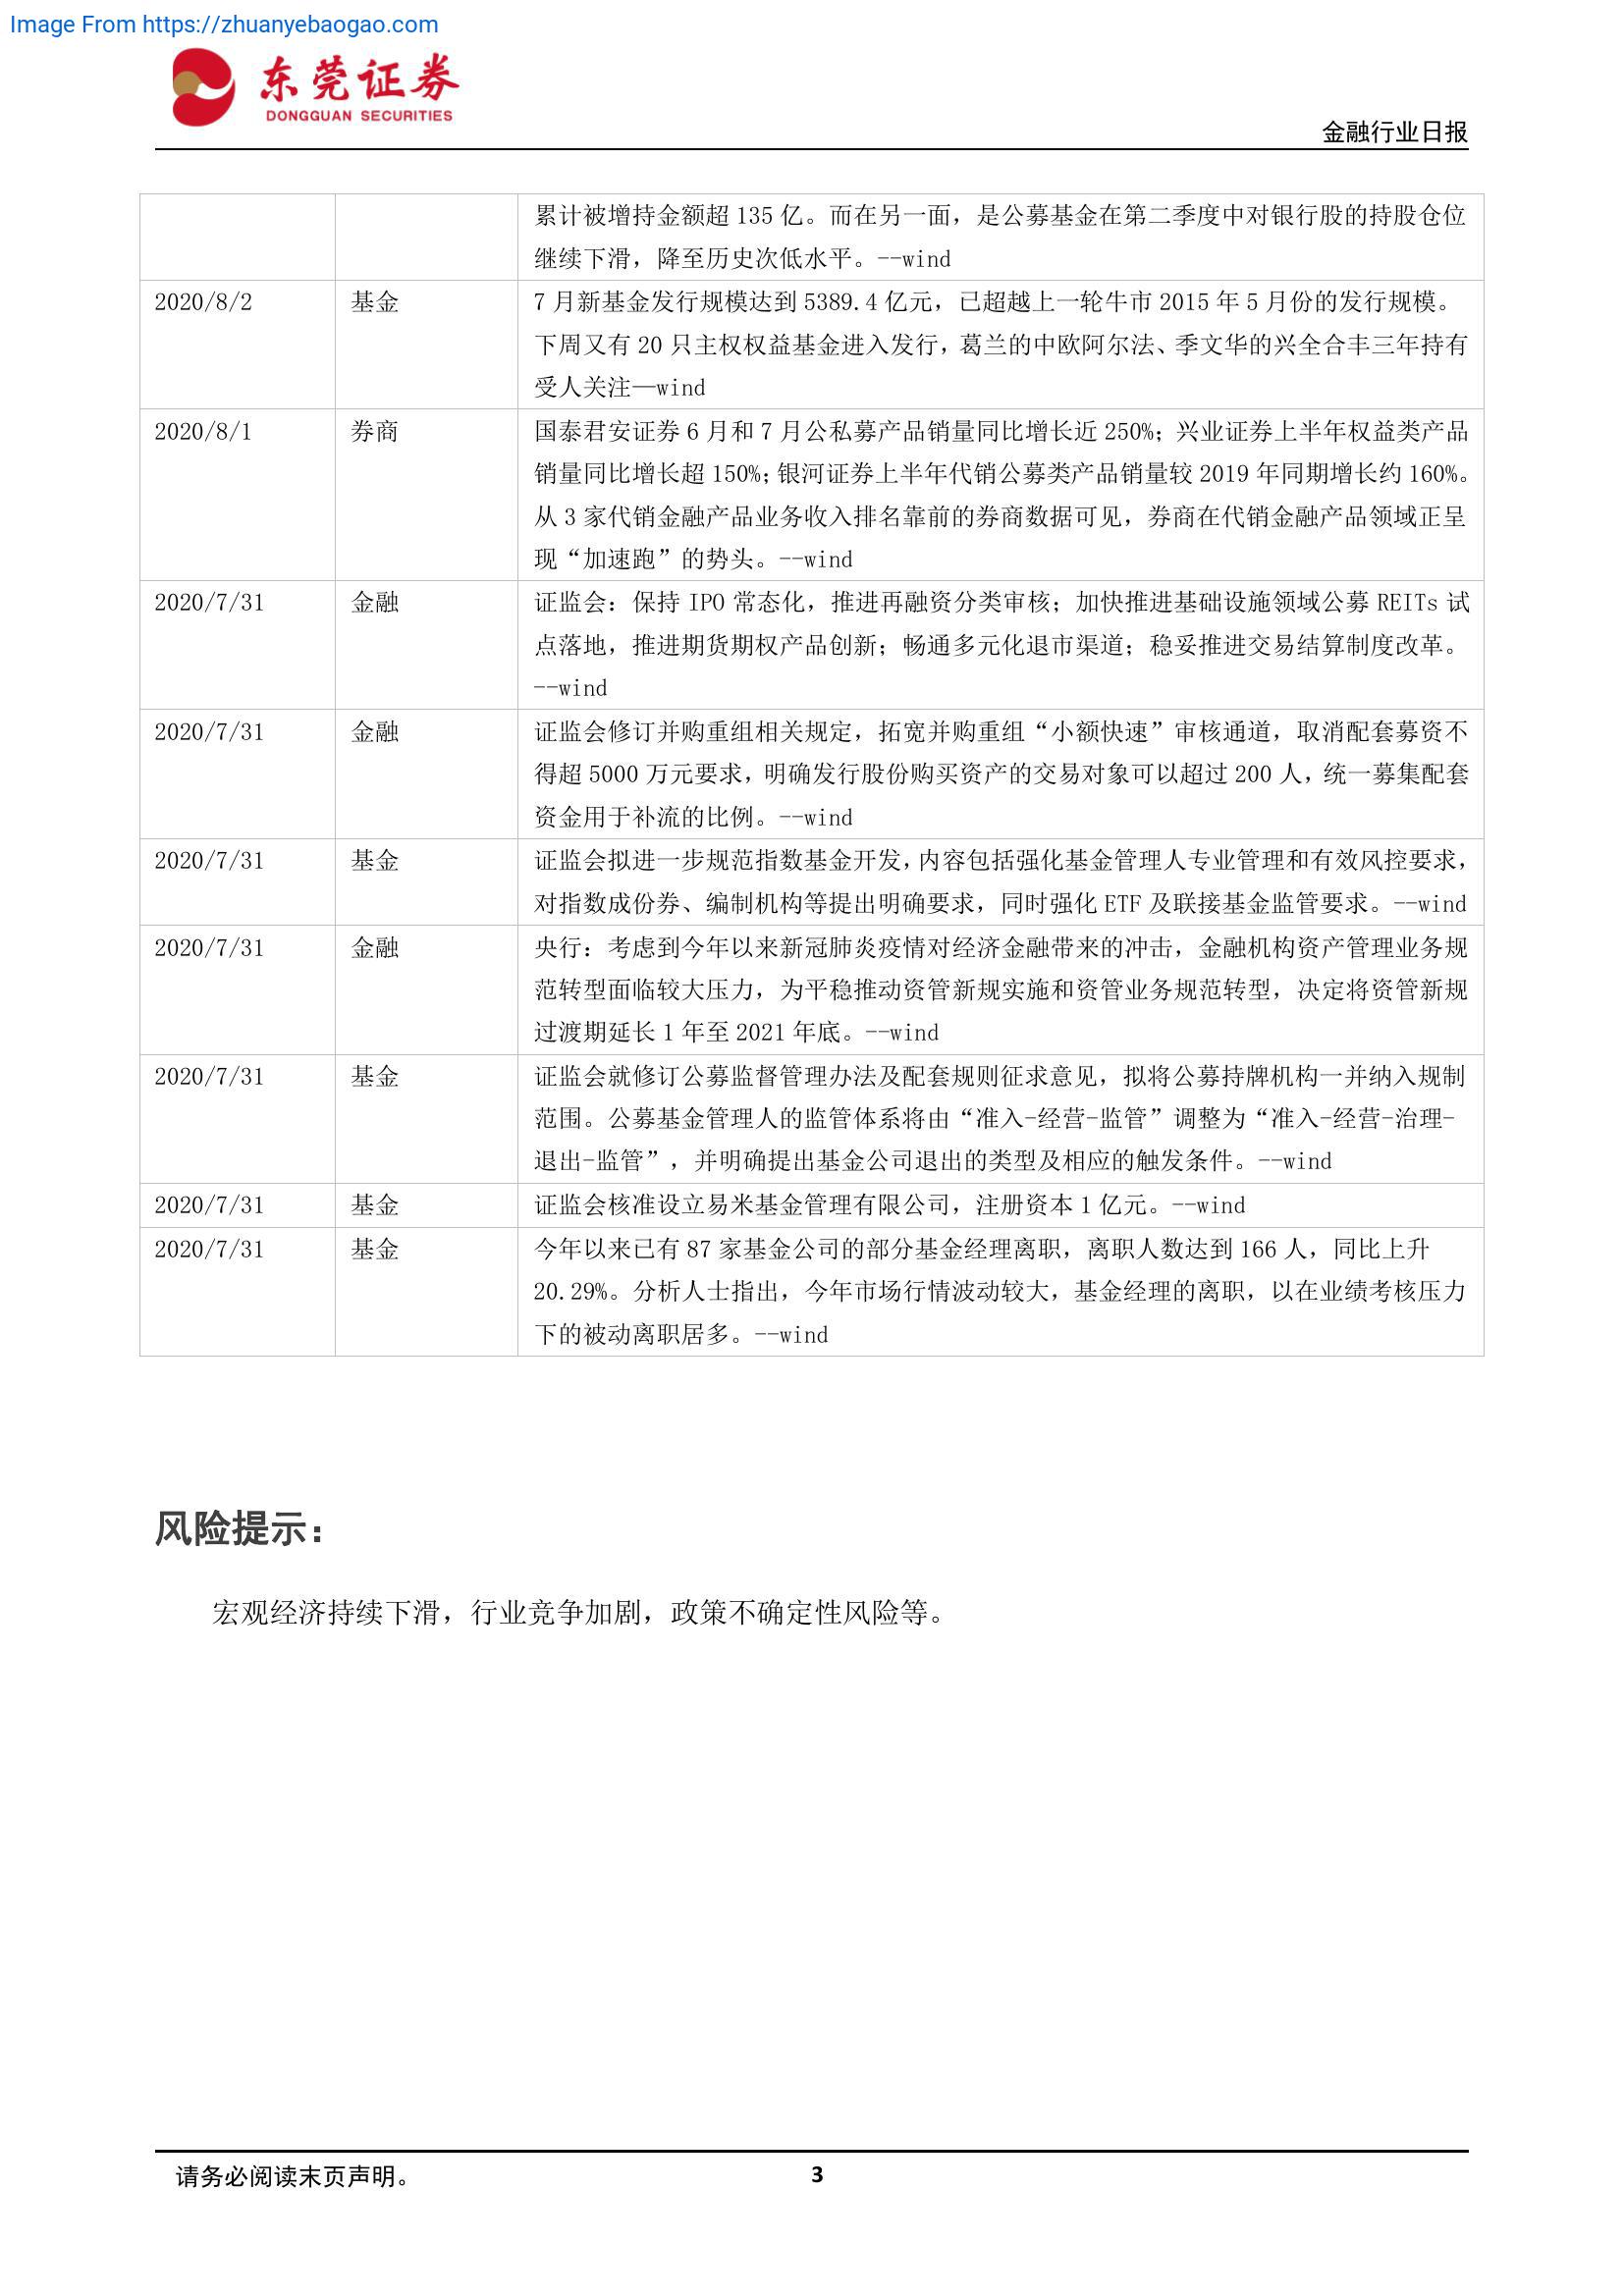 Image From https://zhuanyebaogao.com
东莞证券
DONGGUAN SECURITIES
金融行业日报
累计被增持金额超 135 亿。而在另一面，是公募基金在第二季度中对银行股的持股仓位
继续下滑，降至历史次低水平。--wind
2020/8/2 基金 7 月新基金发行规模达到 5389.4 亿元，已超越上一轮牛市 2015 年 5 月份的发行规模。
下周又有 20 只主权权益基金进入发行，葛兰的中欧阿尔法、季文华的兴全合丰三年持有
受人关注—wind
2020/8/1 券商 国泰君安证券 6 月和 7 月公私募产品销量同比增长近 250%；兴业证券上半年权益类产品
销量同比增长超 150%；银河证券上半年代销公募类产品销量较 2019 年同期增长约 160%。
从 3 家代销金融产品业务收入排名靠前的券商数据可见，券商在代销金融产品领域正呈
现“加速跑”的势头。--wind
2020/7/31 金融 证监会：保持 IPO 常态化，推进再融资分类审核；加快推进基础设施领域公募 REITs 试
点落地，推进期货期权产品创新；畅通多元化退市渠道；稳妥推进交易结算制度改革。
--wind
2020/7/31 金融 证监会修订并购重组相关规定，拓宽并购重组“小额快速”审核通道，取消配套募资不
得超 5000 万元要求，明确发行股份购买资产的交易对象可以超过 200 人，统一募集配套
资金用于补流的比例。--wind
2020/7/31 基金 证监会拟进一步规范指数基金开发，内容包括强化基金管理人专业管理和有效风控要求，
对指数成份券、编制机构等提出明确要求，同时强化 ETF 及联接基金监管要求。--wind
2020/7/31 金融 央行：考虑到今年以来新冠肺炎疫情对经济金融带来的冲击，金融机构资产管理业务规
范转型面临较大压力，为平稳推动资管新规实施和资管业务规范转型，决定将资管新规
过渡期延长 1 年至 2021 年底。--wind
2020/7/31 基金 证监会就修订公募监督管理办法及配套规则征求意见，拟将公募持牌机构一并纳入规制
范围。公募基金管理人的监管体系将由“准入-经营-监管”调整为“准入-经营-治理-
退出-监管”，并明确提出基金公司退出的类型及相应的触发条件。--wind
2020/7/31 基金 证监会核准设立易米基金管理有限公司，注册资本 1 亿元。--wind
2020/7/31 基金 今年以来已有 87 家基金公司的部分基金经理离职，离职人数达到 166 人，同比上升
20.29%。分析人士指出，今年市场行情波动较大，基金经理的离职，以在业绩考核压力
下的被动离职居多。--wind
风险提示：
宏观经济持续下滑，行业竞争加剧，政策不确定性风险等。
请务必阅读末页声明。
3